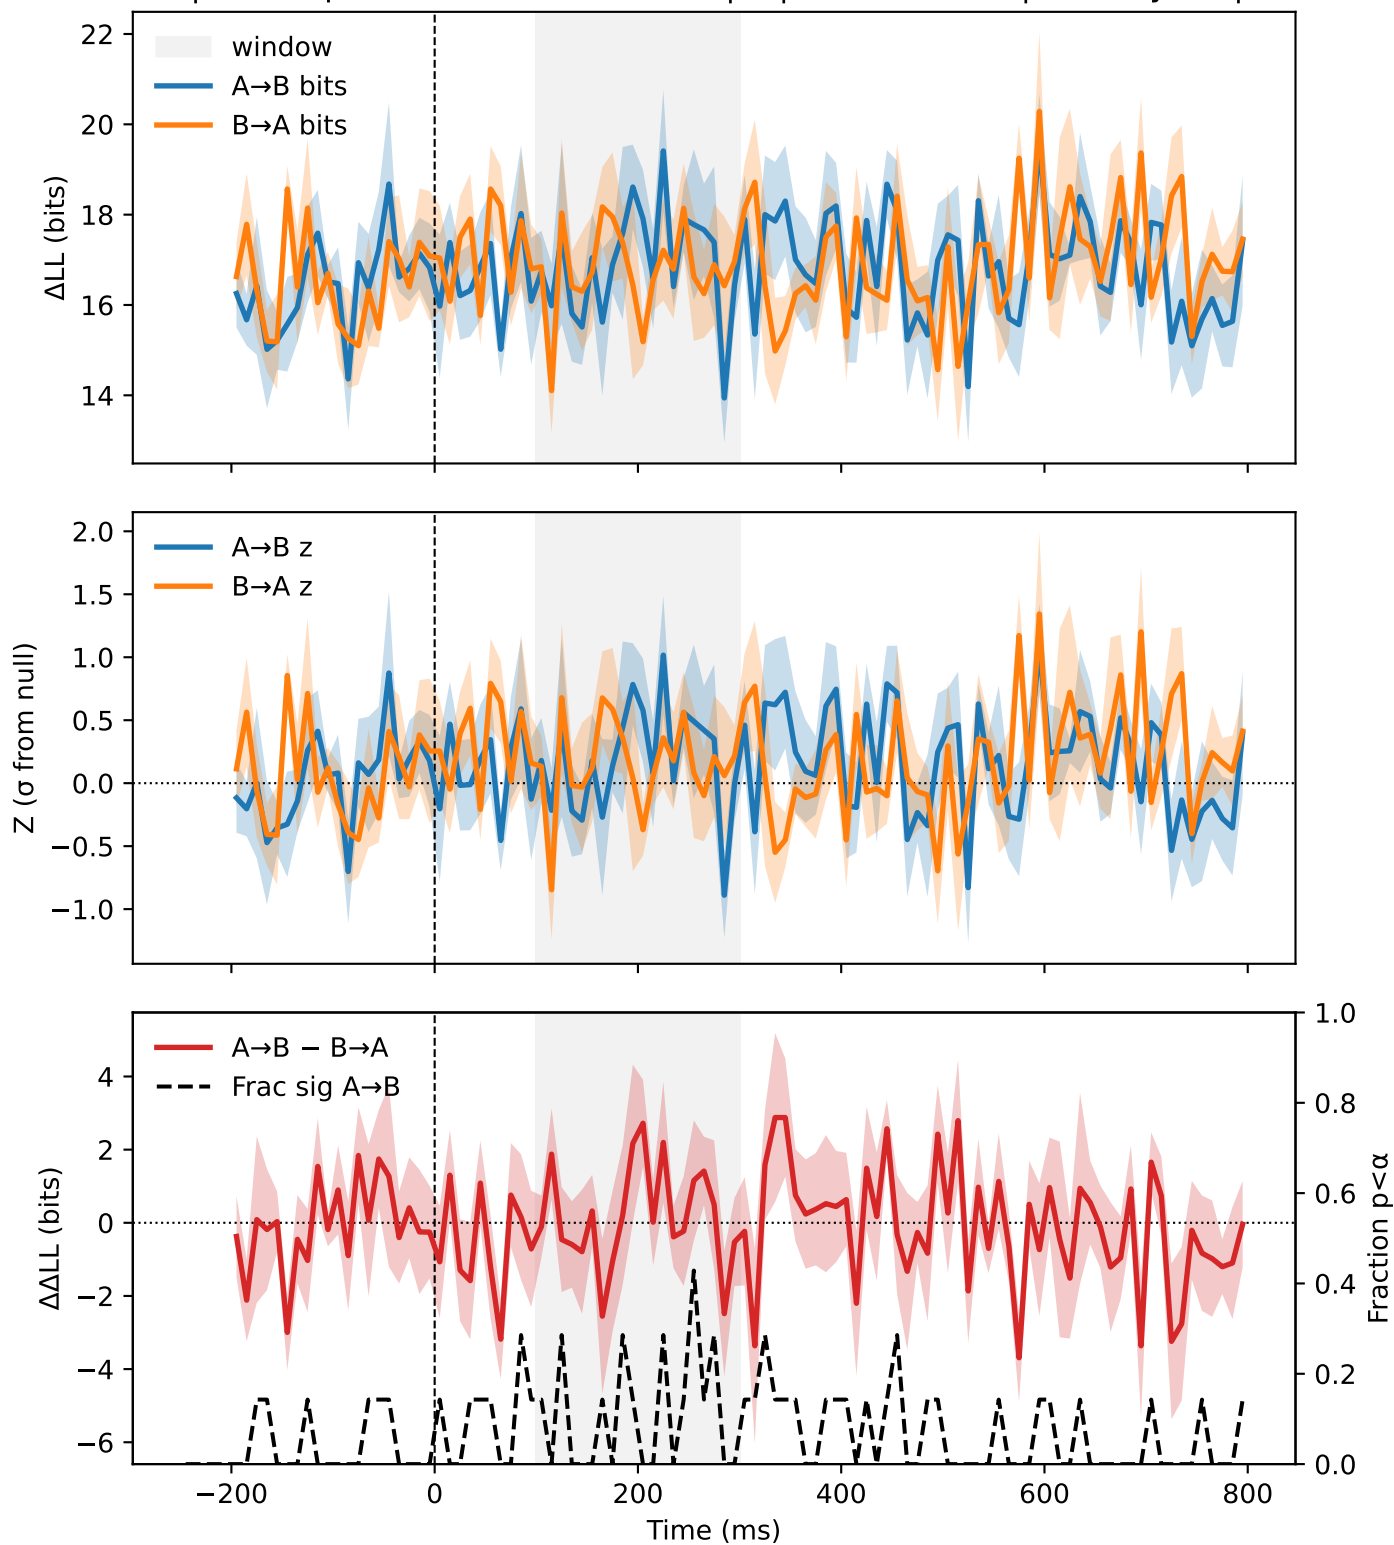 22
20
18
16
14
ΔLL (bits)
window
A→B bits
B→A bits
2.0
1.5
1.0
0.5
0.0
−0.5
−1.0
Z (σ from null)
A→B z
B→A z
4
2
0
−2
−4
−6
ΔΔLL (bits)
A→B − B→A
Frac sig A→B
1.0
0.8
0.6
0.4
0.2
0.0
Fraction p<α
−200 0 200 400 600 800
Time (ms)